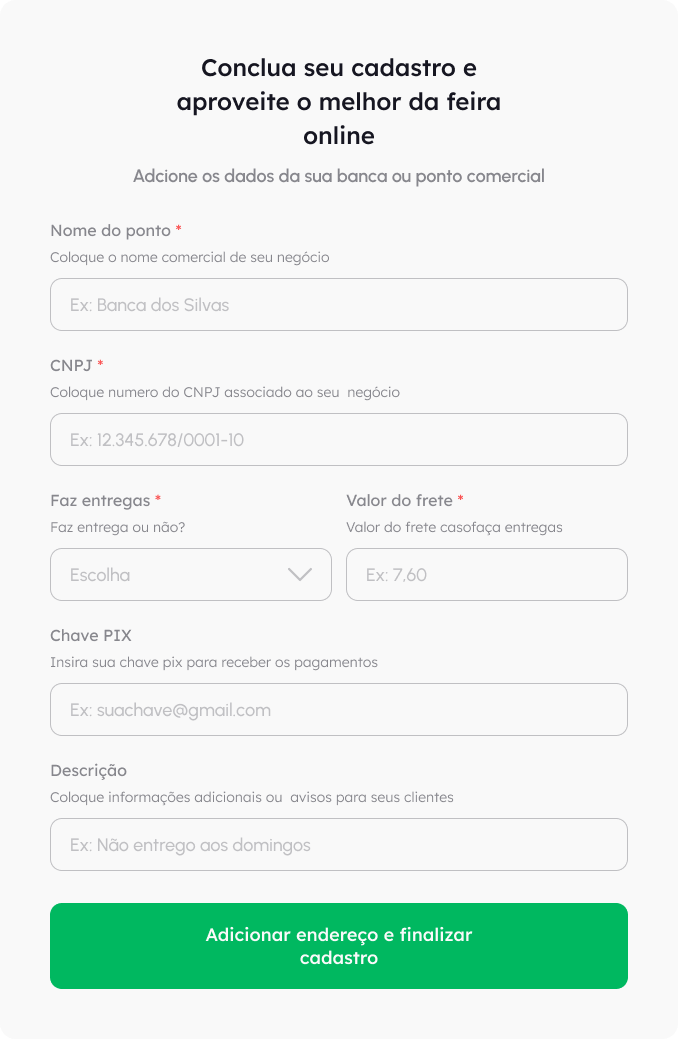 Conclua seu cadastro e
aproveite o melhor da feira
online
Adcione os dados da sua banca ou ponto comercial
Nome do ponto *
Coloque o nome comercial de seu negócio
Ex: Banca dos Silvas
CNPJ *
Coloque numero do CNPJ associado ao seu  negócio
Ex: 12.345.678/0001-10
Faz entregas *
Faz entrega ou não?
Escolha
Valor do frete *
Valor do frete casofaça entregas
Ex: 7.60
Chave PIX
Insira sua chave pix para receber os pagamentos
Ex: suachave@gmail.com
Descrição
Coloque informações adicionais ou  avisos para seus clientes
Ex: Não entrego aos domingos
Adicionar endereço e finalizar
cadastro